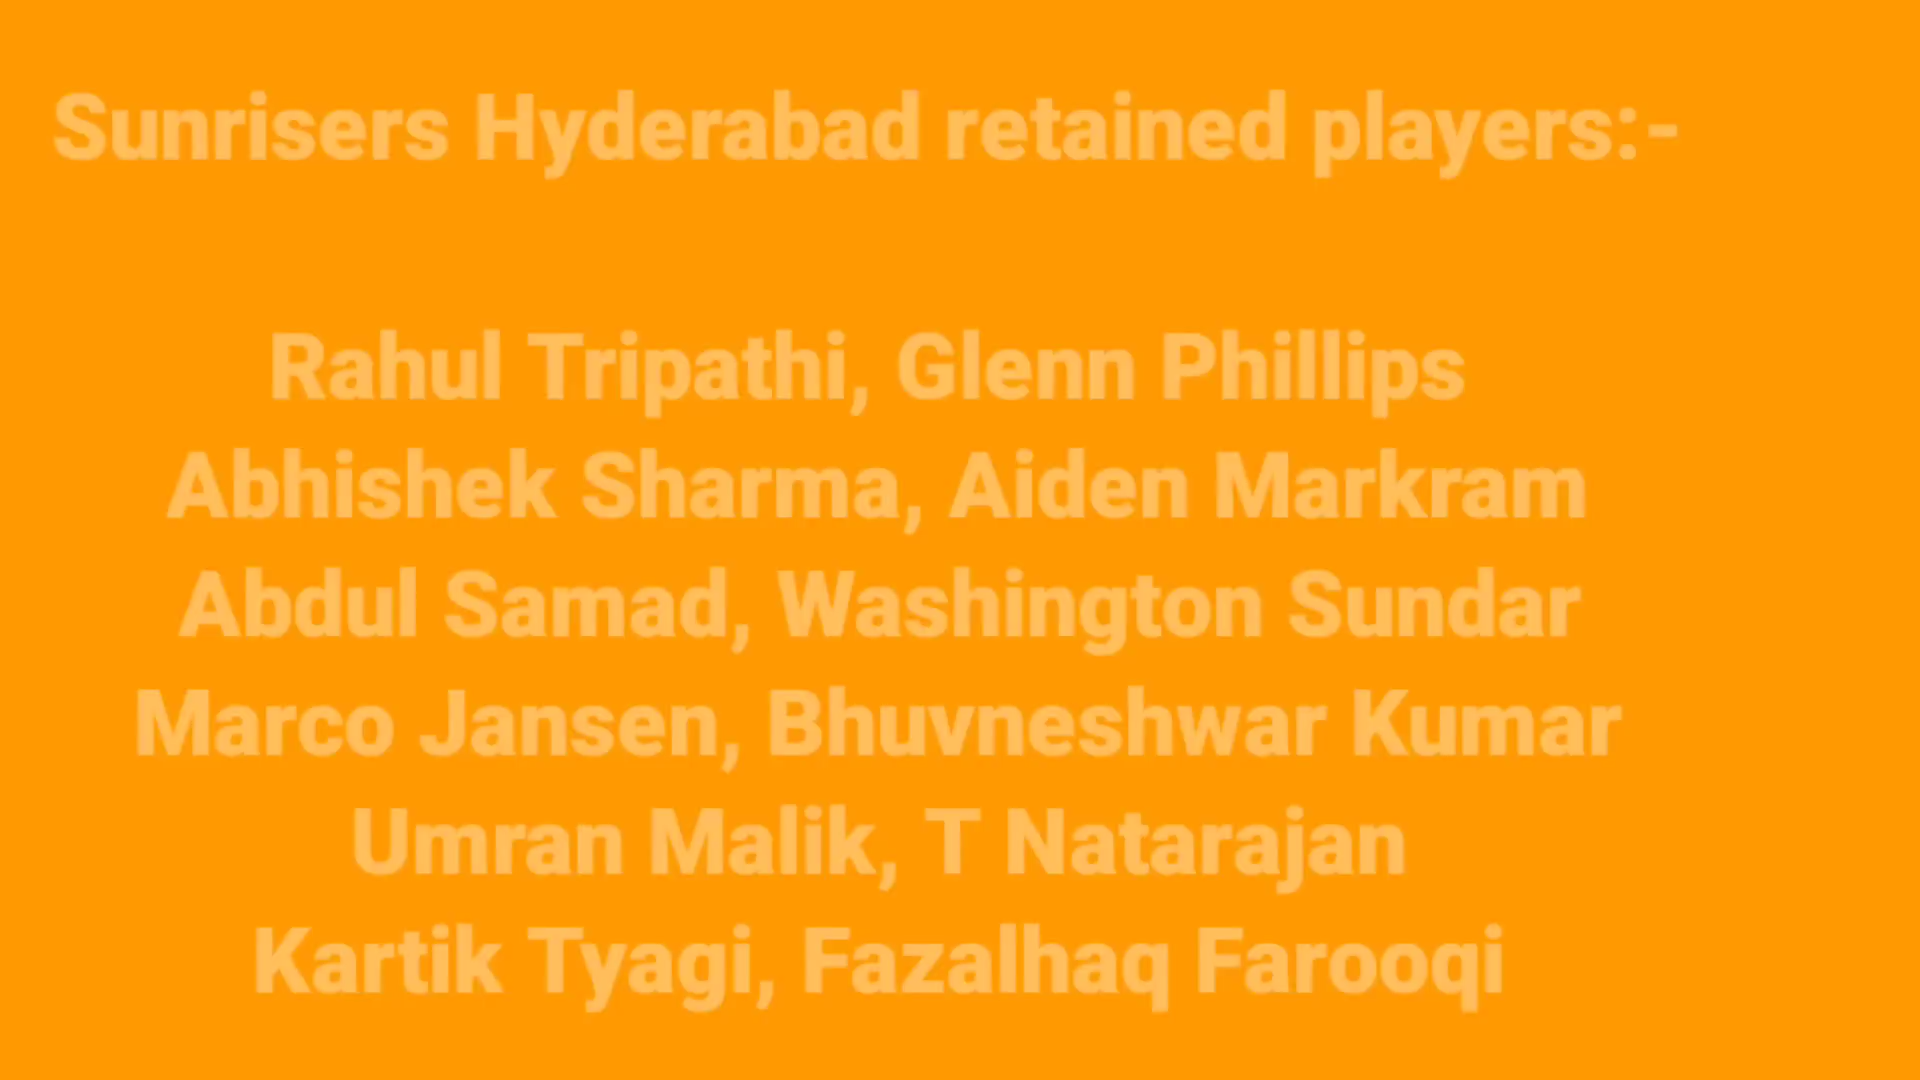 Sunrisers Hyderabad retained players:-
Rahul Tripathi, Glenn Phillips
Abhishek Sharma, Aiden Markram
Abdul Samad, Washington Sundar
Marco Jansen, Bhuvneshwar Kumar
Umran Malik, T Natarajan
Kartik Tyagi, Fazalhaq Farooqi